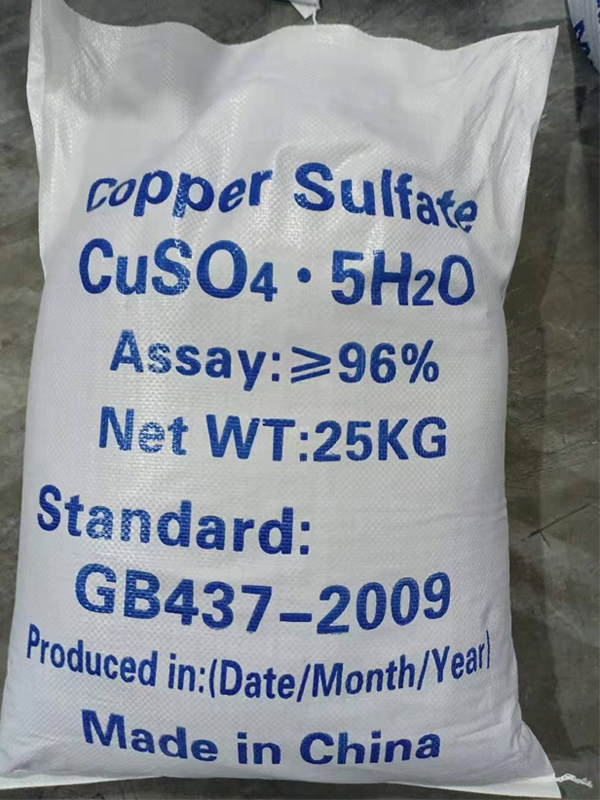 Copper Sulfate
CuSO4·5H2O
Assay:≥96%
Net WT:25KG
Standard:
GB437-2009
Produced in:(Date/Month/Year)
Made in China